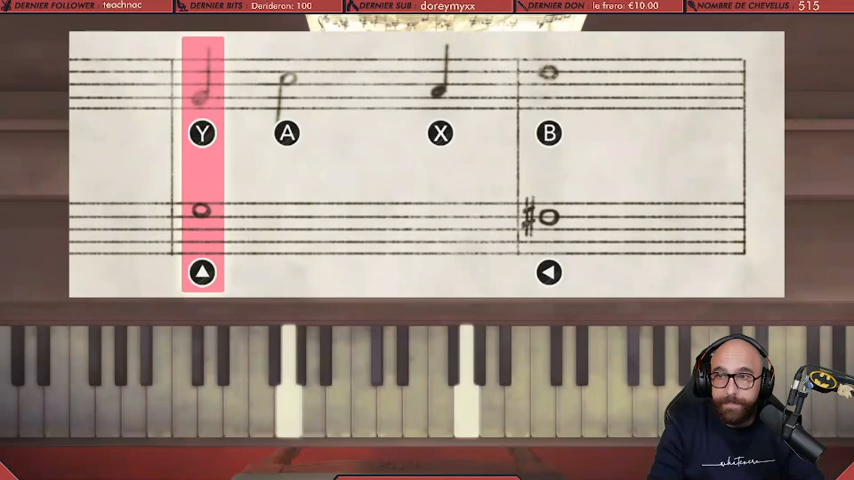 DERNIER FOLLOWER: teachnac
DERNIER BITS: Derideron: 100
DERNIER SUB: doreymyxx
DERNIER DON: le frero: €10.00
NOMBRE DE CHEVELUS: 515
Y A X B
whatever